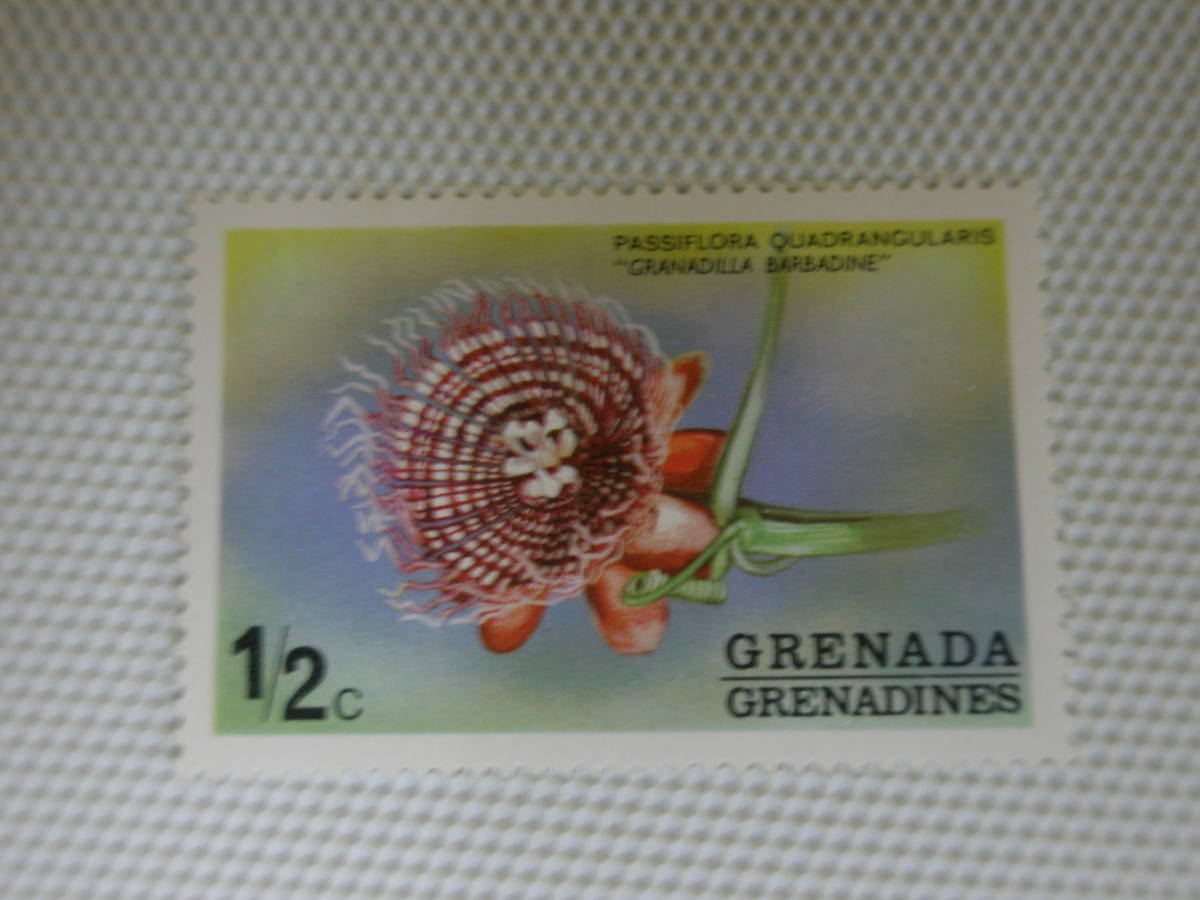 PASSIFLORA QUADRANGULARIS
"GRANADILLA BARBADINE"
1/2c
GRENADA
GRENADINES